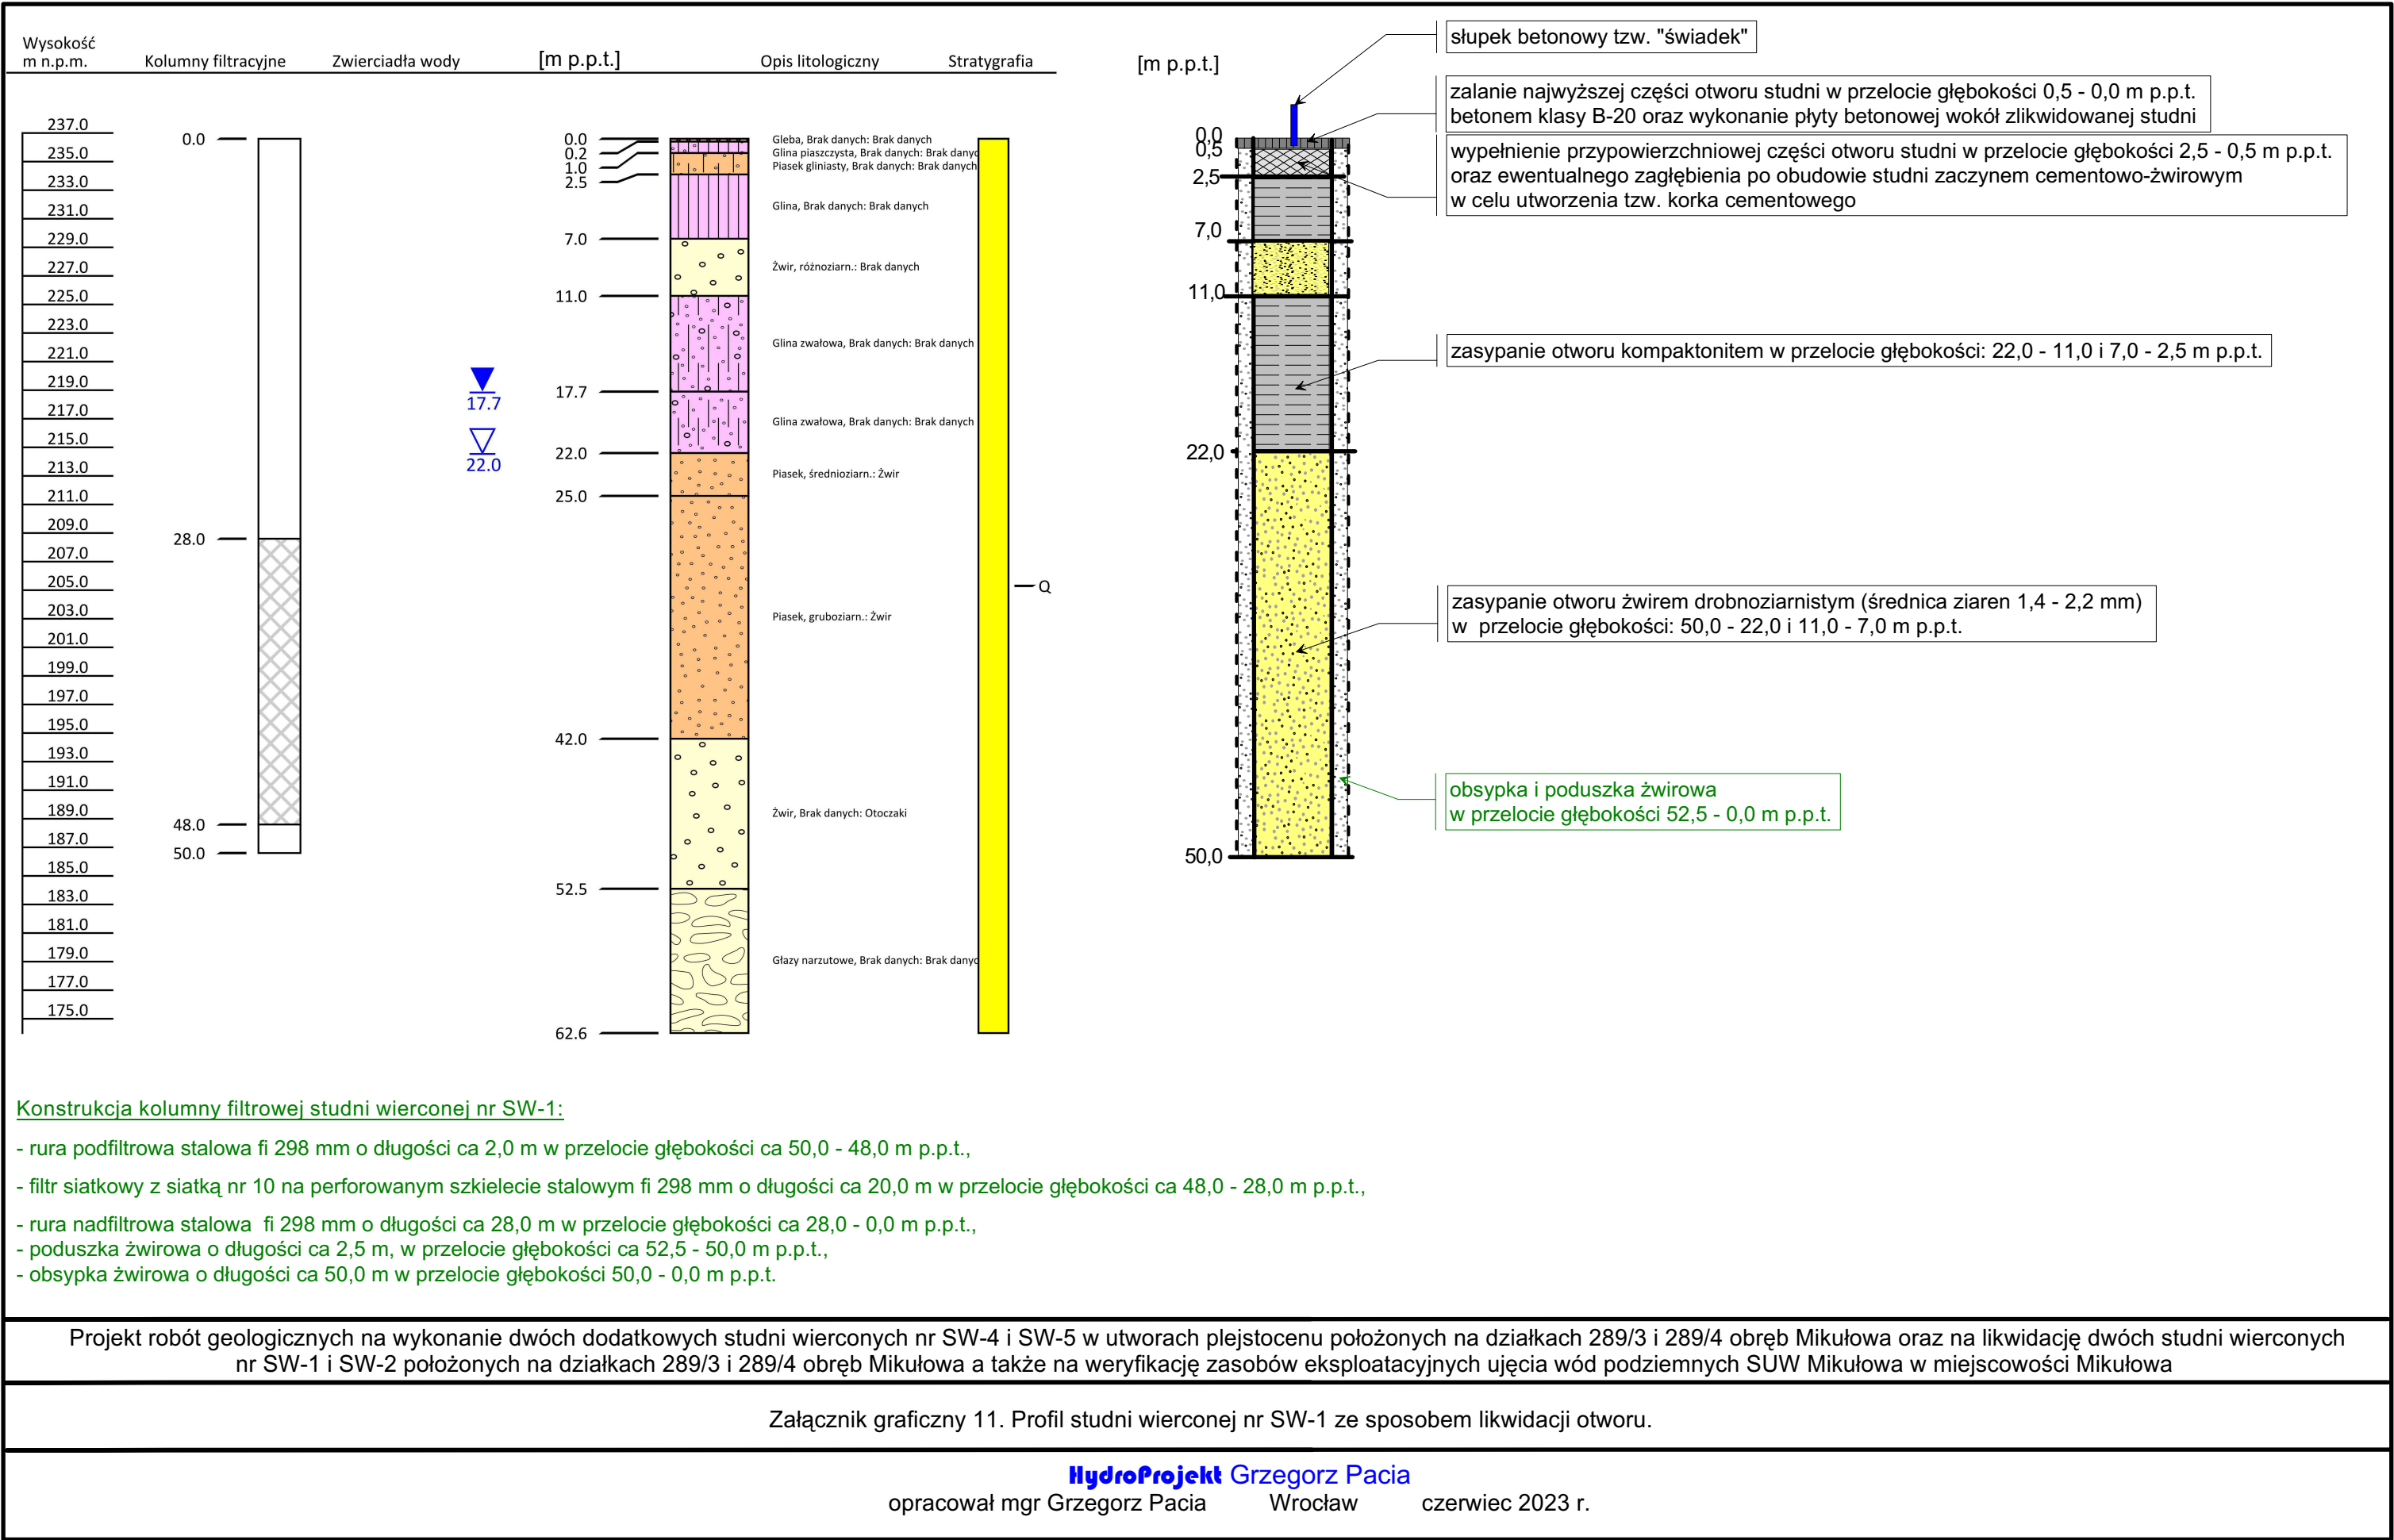 Wysokość
m n.p.m.
Kolumny filtracyjne
Zwierciadła wody
[m p.p.t.]
Opis litologiczny
Stratygrafia
[m p.p.t.]
237.0
235.0
233.0
231.0
229.0
227.0
225.0
223.0
221.0
219.0
217.0
215.0
213.0
211.0
209.0
207.0
205.0
203.0
201.0
199.0
197.0
195.0
193.0
191.0
189.0
187.0
185.0
183.0
181.0
179.0
177.0
175.0
0.0
28.0
48.0
50.0
17.7
22.0
0.0
0.2
1.0
2.5
7.0
11.0
17.7
22.0
25.0
42.0
52.5
62.6
Gleba, Brak danych: Brak danych
Glina piaszczysta, Brak danych: Brak danyc
Piasek gliniasty, Brak danych: Brak danych
Glina, Brak danych: Brak danych
Żwir, różnoziarn.: Brak danych
Glina zwałowa, Brak danych: Brak danych
Glina zwałowa, Brak danych: Brak danych
Piasek, średnioziarn.: Żwir
Piasek, gruboziarn.: Żwir
Żwir, Brak danych: Otoczaki
Głazy narzutowe, Brak danych: Brak danyc
Q
0,0
0,5
2,5
7,0
11,0
22,0
50,0
słupek betonowy tzw. "świadek"
zalanie najwyższej części otworu studni w przelocie głębokości 0,5 - 0,0 m p.p.t.
betonem klasy B-20 oraz wykonanie płyty betonowej wokół zlikwidowanej studni
wypełnienie przypowierzchniowej części otworu studni w przelocie głębokości 2,5 - 0,5 m p.p.t.
oraz ewentualnego zagłębienia po obudowie studni zaczynem cementowo-żwirowym
w celu utworzenia tzw. korka cementowego
zasypanie otworu kompaktonitem w przelocie głębokości: 22,0 - 11,0 i 7,0 - 2,5 m p.p.t.
zasypanie otworu żwirem drobnoziarnistym (średnica ziaren 1,4 - 2,2 mm)
w  przelocie głębokości: 50,0 - 22,0 i 11,0 - 7,0 m p.p.t.
obsypka i poduszka żwirowa
w przelocie głębokości 52,5 - 0,0 m p.p.t.
Konstrukcja kolumny filtrowej studni wierconej nr SW-1:
- rura podfiltrowa stalowa fi 298 mm o długości ca 2,0 m w przelocie głębokości ca 50,0 - 48,0 m p.p.t.,
- filtr siatkowy z siatką nr 10 na perforowanym szkielecie stalowym fi 298 mm o długości ca 20,0 m w przelocie głębokości ca 48,0 - 28,0 m p.p.t.,
- rura nadfiltrowa stalowa  fi 298 mm o długości ca 28,0 m w przelocie głębokości ca 28,0 - 0,0 m p.p.t.,
- poduszka żwirowa o długości ca 2,5 m, w przelocie głębokości ca 52,5 - 50,0 m p.p.t.,
- obsypka żwirowa o długości ca 50,0 m w przelocie głębokości 50,0 - 0,0 m p.p.t.
Projekt robót geologicznych na wykonanie dwóch dodatkowych studni wierconych nr SW-4 i SW-5 w utworach plejstocenu położonych na działkach 289/3 i 289/4 obręb Mikułowa oraz na likwidację dwóch studni wierconych
nr SW-1 i SW-2 położonych na działkach 289/3 i 289/4 obręb Mikułowa a także na weryfikację zasobów eksploatacyjnych ujęcia wód podziemnych SUW Mikułowa w miejscowości Mikułowa
Załącznik graficzny 11. Profil studni wierconej nr SW-1 ze sposobem likwidacji otworu.
HydroProjekt Grzegorz Pacia
opracował mgr Grzegorz Pacia Wrocław czerwiec 2023 r.